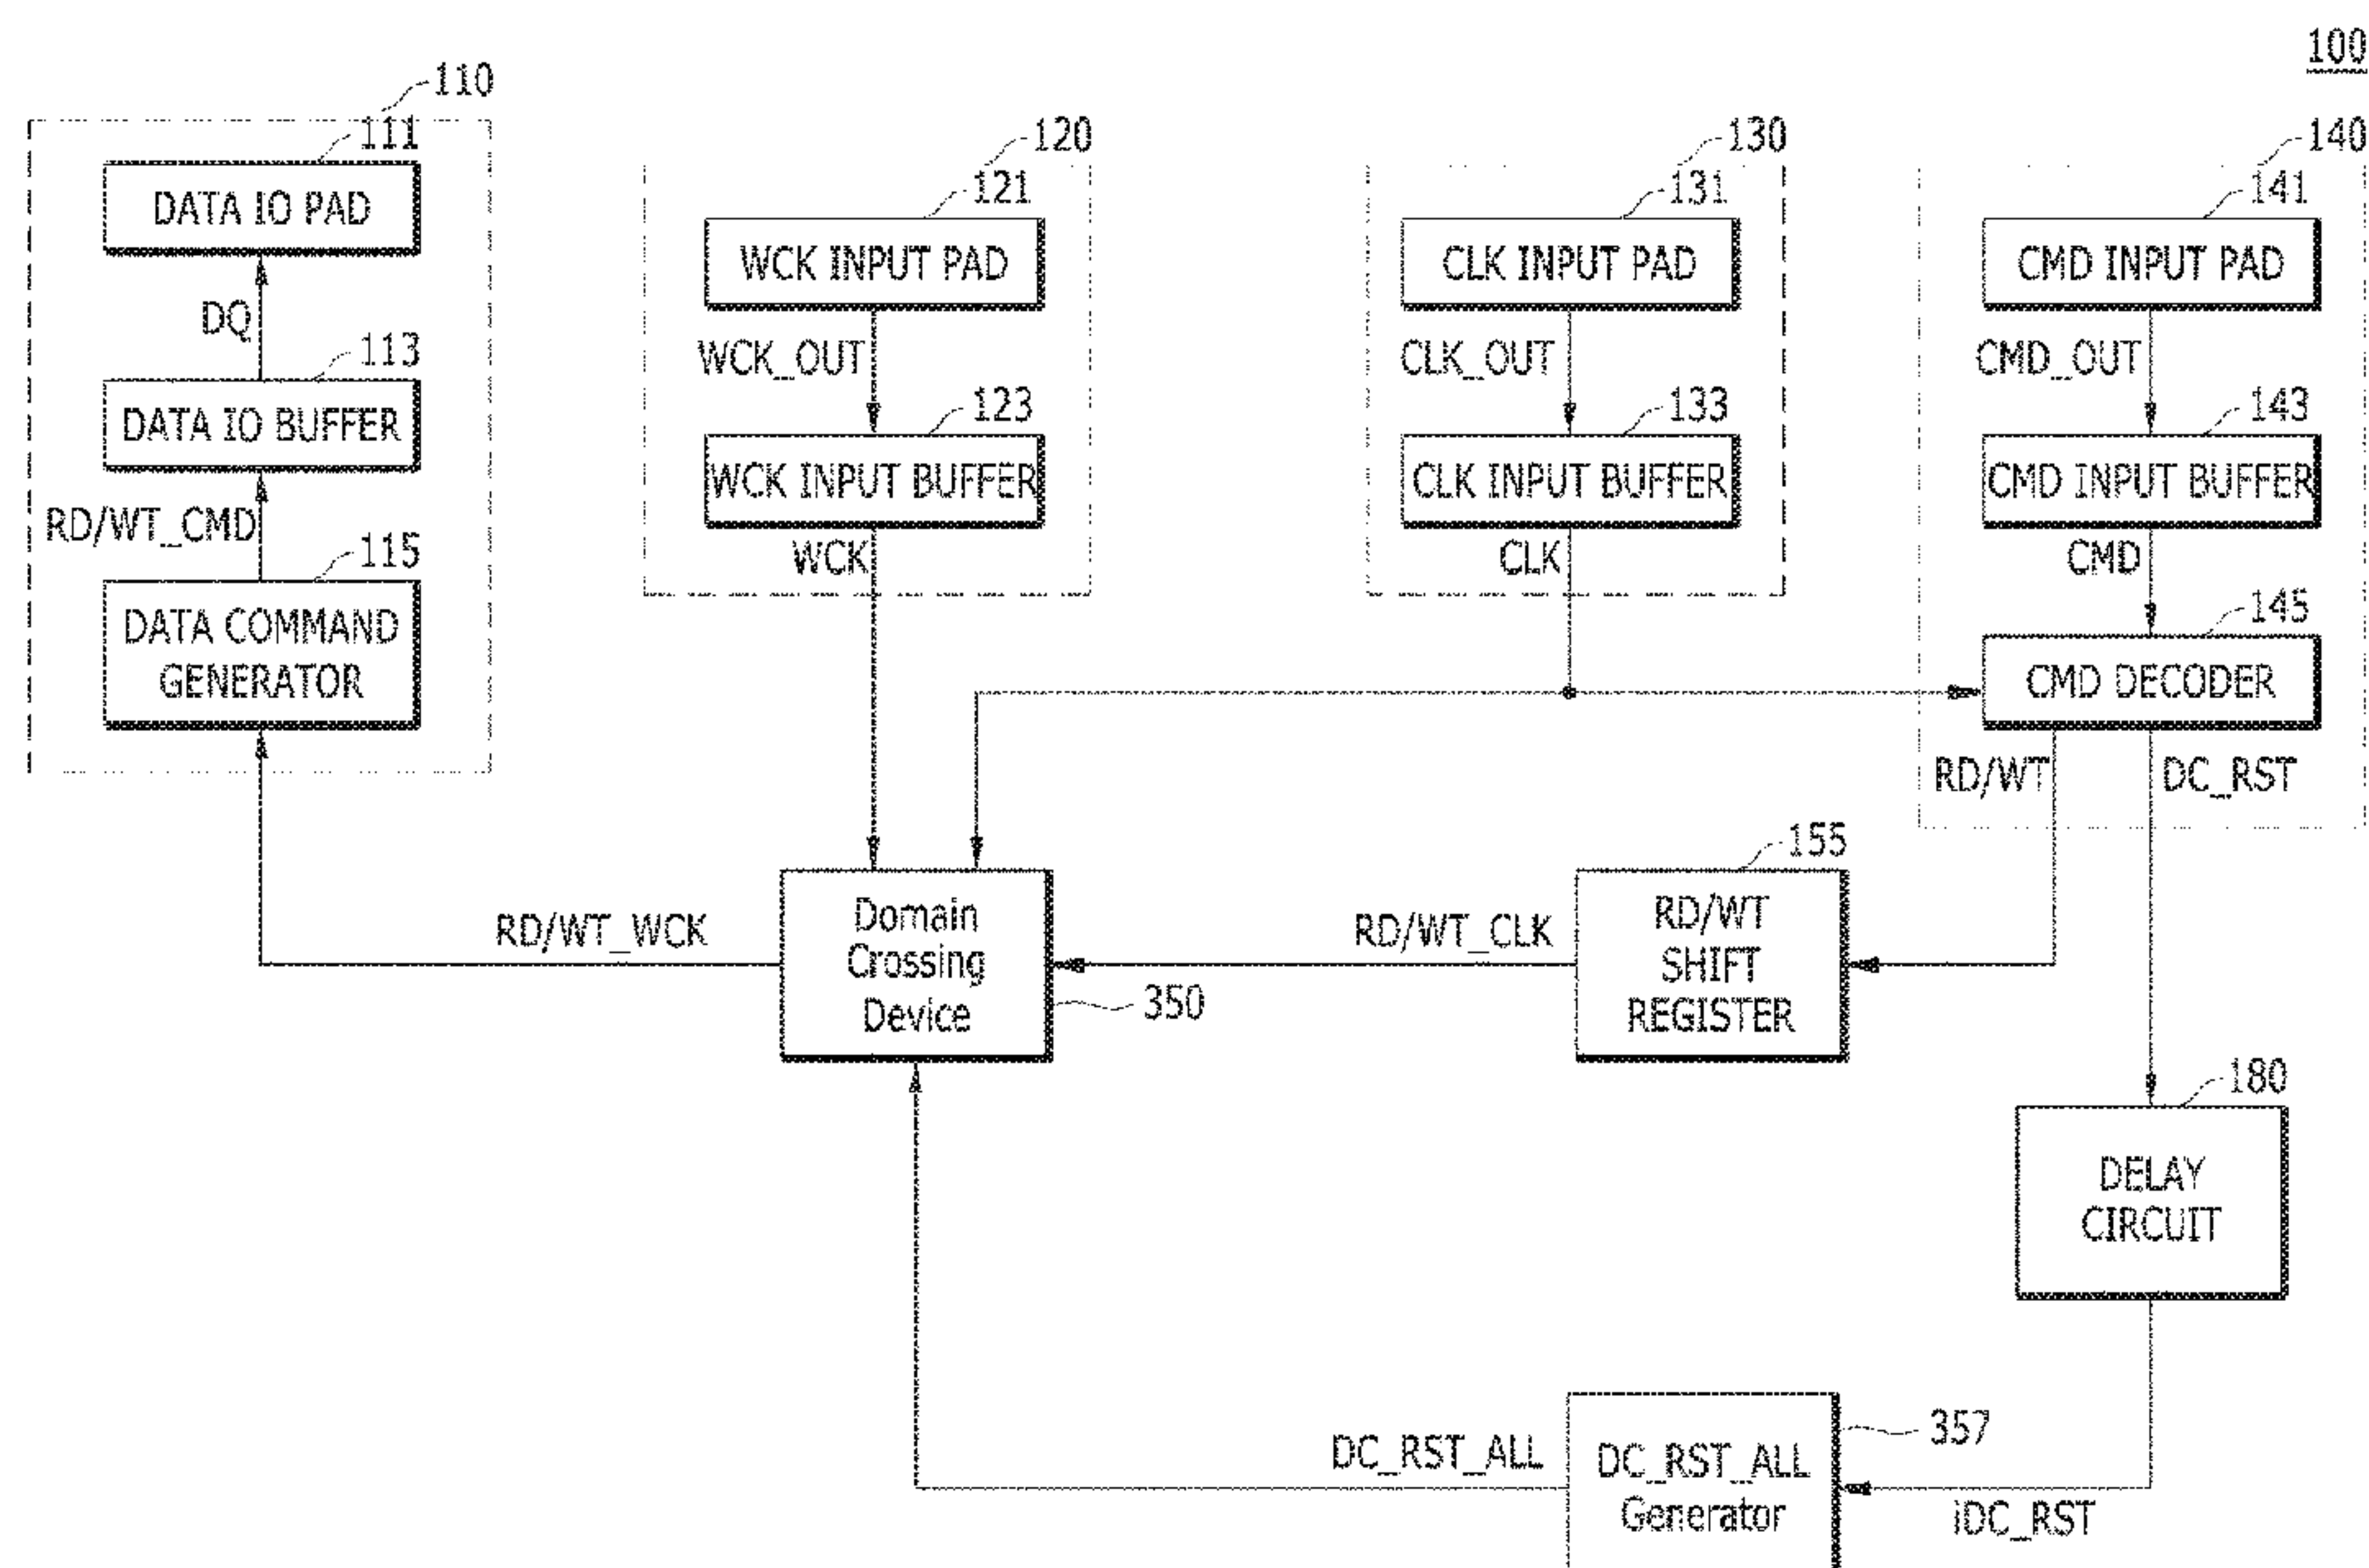 100
110
111
DATA IO PAD
DQ
113
DATA IO BUFFER
RD/WT_CMD
115
DATA COMMAND
GENERATOR
120
121
WCK INPUT PAD
WCK_OUT
123
WCK INPUT BUFFER
WCK
130
131
CLK INPUT PAD
CLK_OUT
133
CLK INPUT BUFFER
CLK
140
141
CMD INPUT PAD
CMD_OUT
143
CMD INPUT BUFFER
CMD
145
CMD DECODER
RD/WT
DC_RST
RD/WT_WCK
Domain
Crossing
Device
350
RD/WT_CLK
155
RD/WT
SHIFT
REGISTER
180
DELAY
CIRCUIT
DC_RST_ALL
357
DC_RST_ALL
Generator
iDC_RST